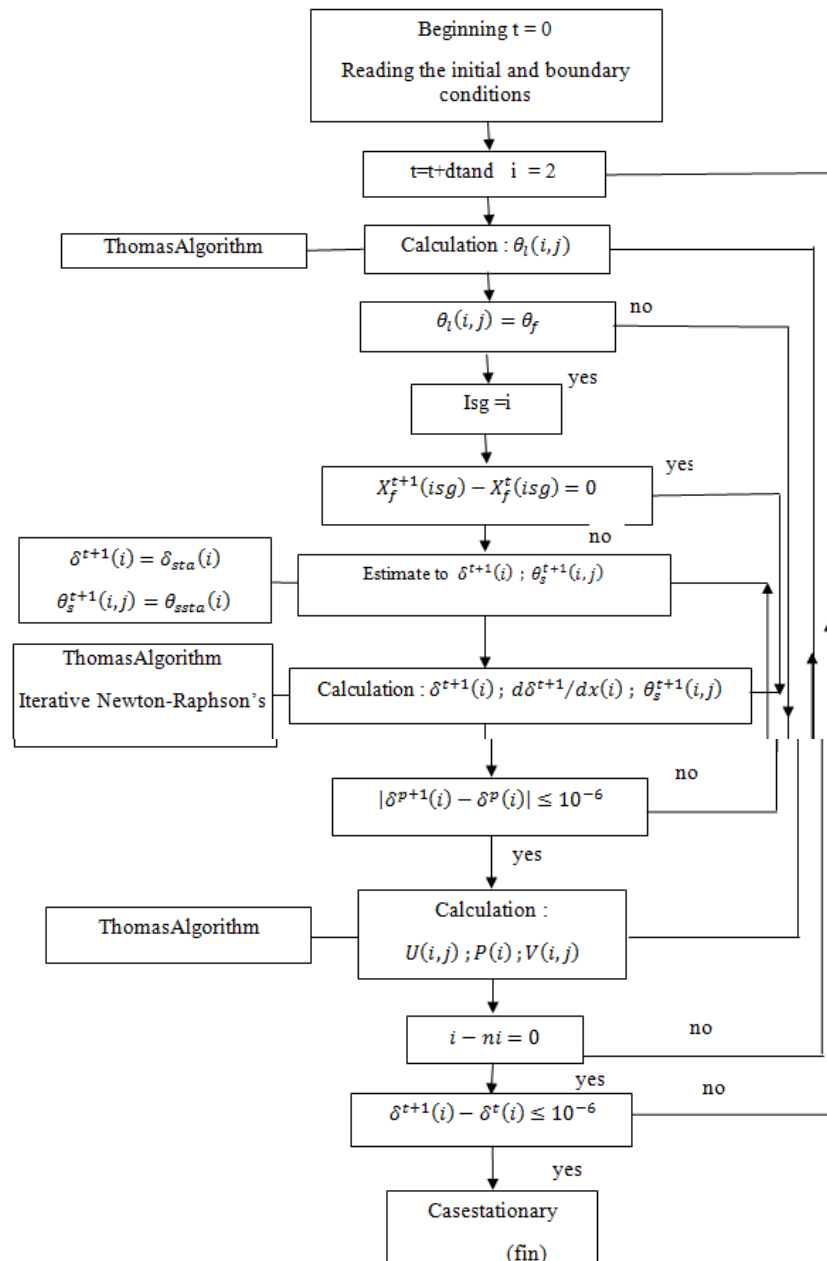 Beginning t = 0
Reading the initial and boundary
conditions
t=t+dtand i = 2
ThomasAlgorithm
Calculation : θ_l(i,j)
θ_l(i,j) = θ_f
no
yes
Isg =i
X_f^{t+1}(isg) − X_f^t(isg) = 0
yes
no
δ^{t+1}(i) = δ_{sta}(i)
θ_s^{t+1}(i,j) = θ_{ssta}(i)
Estimate to δ^{t+1}(i) ; θ_s^{t+1}(i,j)
ThomasAlgorithm
Iterative Newton-Raphson's
Calculation : δ^{t+1}(i) ; dδ^{t+1}/dx(i) ; θ_s^{t+1}(i,j)
|δ^{p+1}(i) − δ^p(i)| ≤ 10^{−6}
no
yes
ThomasAlgorithm
Calculation :
U(i,j) ; P(i) ; V(i,j)
i − ni = 0
no
yes
δ^{t+1}(i) − δ^t(i) ≤ 10^{−6}
no
yes
Casestationary
(fin)